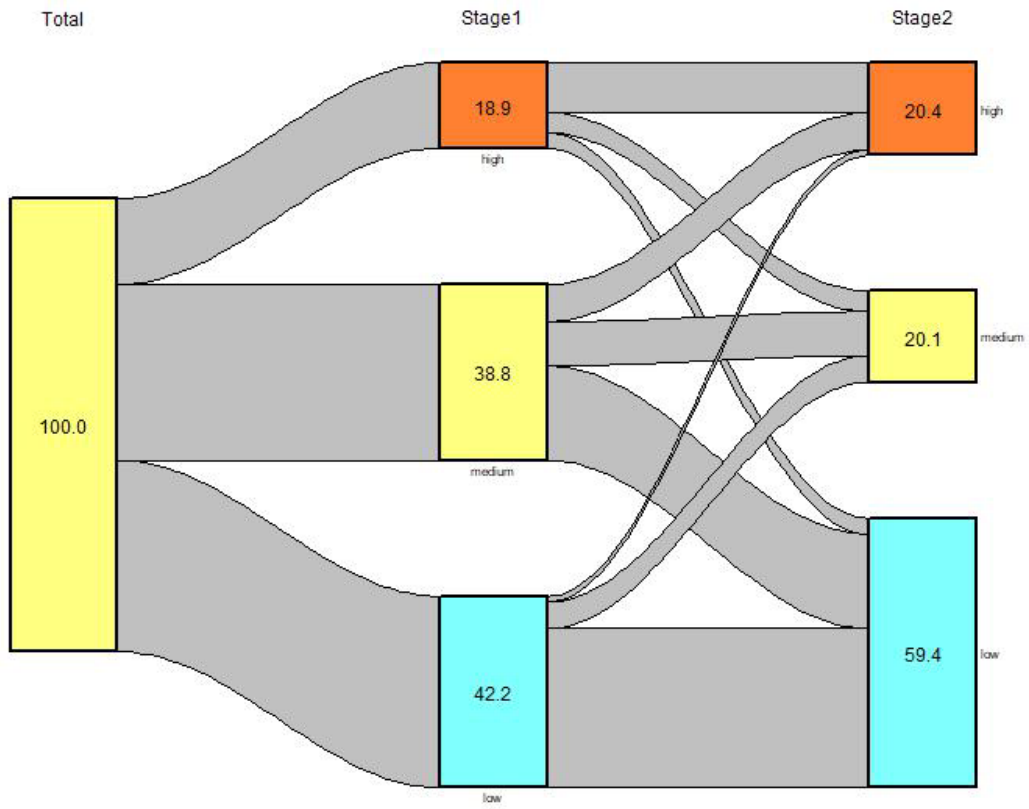 Total Stage1 Stage2
18.9
high
20.4
high
100.0
38.8
medium
20.1
medium
42.2
low
59.4
low